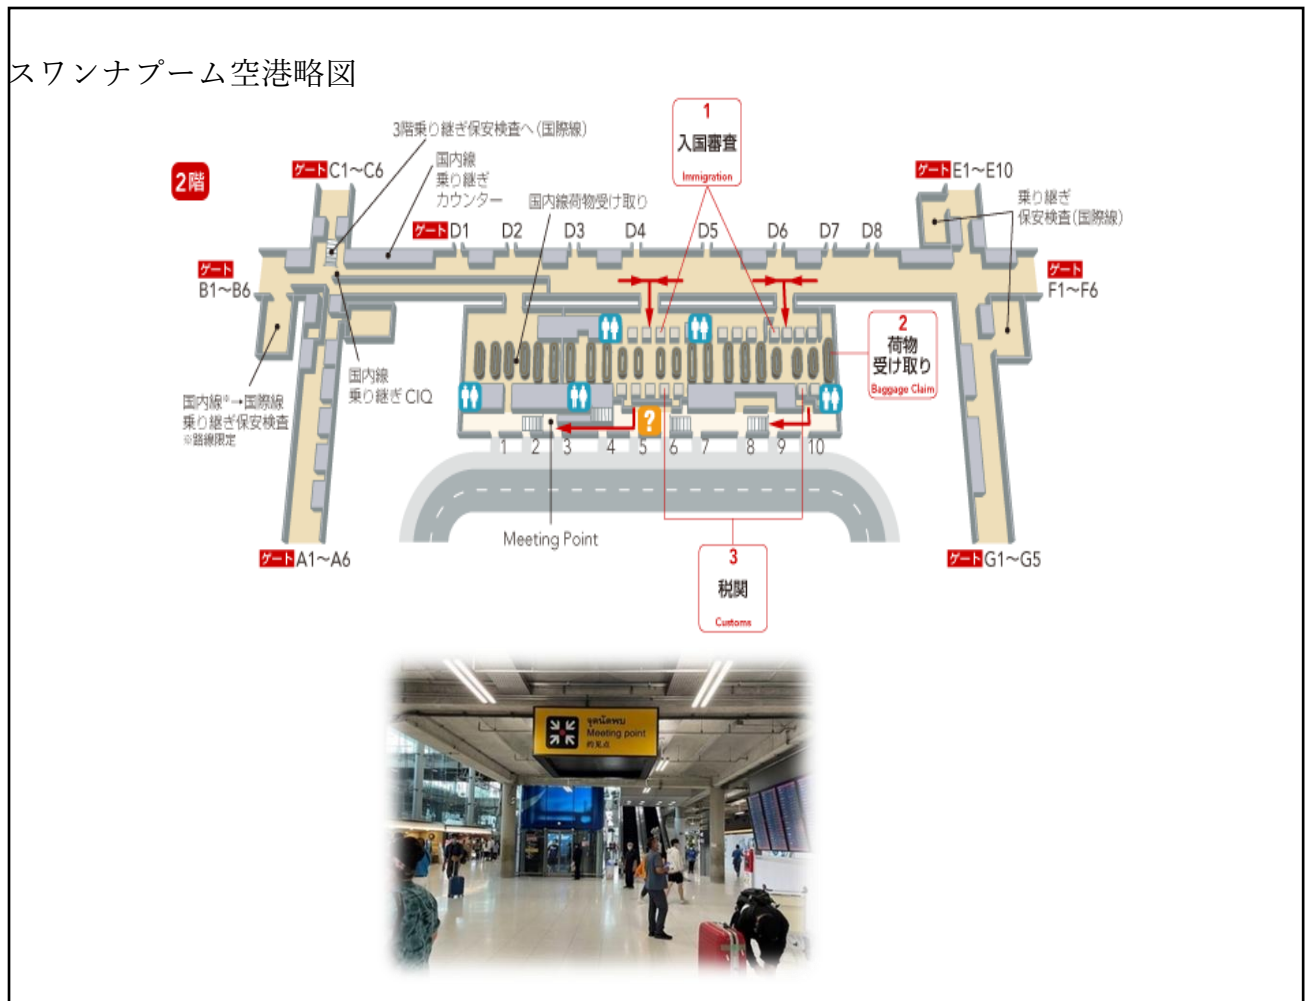 スワンナプーム空港略図
2階
3階乗り継ぎ保安検査へ(国際線)
ゲート C1〜C6
国内線
乗り継ぎ
カウンター
国内線荷物受け取り
1
入国審査
Immigration
ゲート E1〜E10
乗り継ぎ
保安検査(国際線)
ゲート D1 D2 D3 D4 D5 D6 D7 D8
ゲート
B1〜B6
ゲート
F1〜F6
2
荷物
受け取り
Baggage Claim
国内線
乗り継ぎ CIQ
国内線※→国際線
乗り継ぎ保安検査
※路線限定
?
1 2 3 4 5 6 7 8 9 10
Meeting Point
ゲート A1〜A6
ゲート G1〜G5
3
税関
Customs
จุดนัดพบ
Meeting point